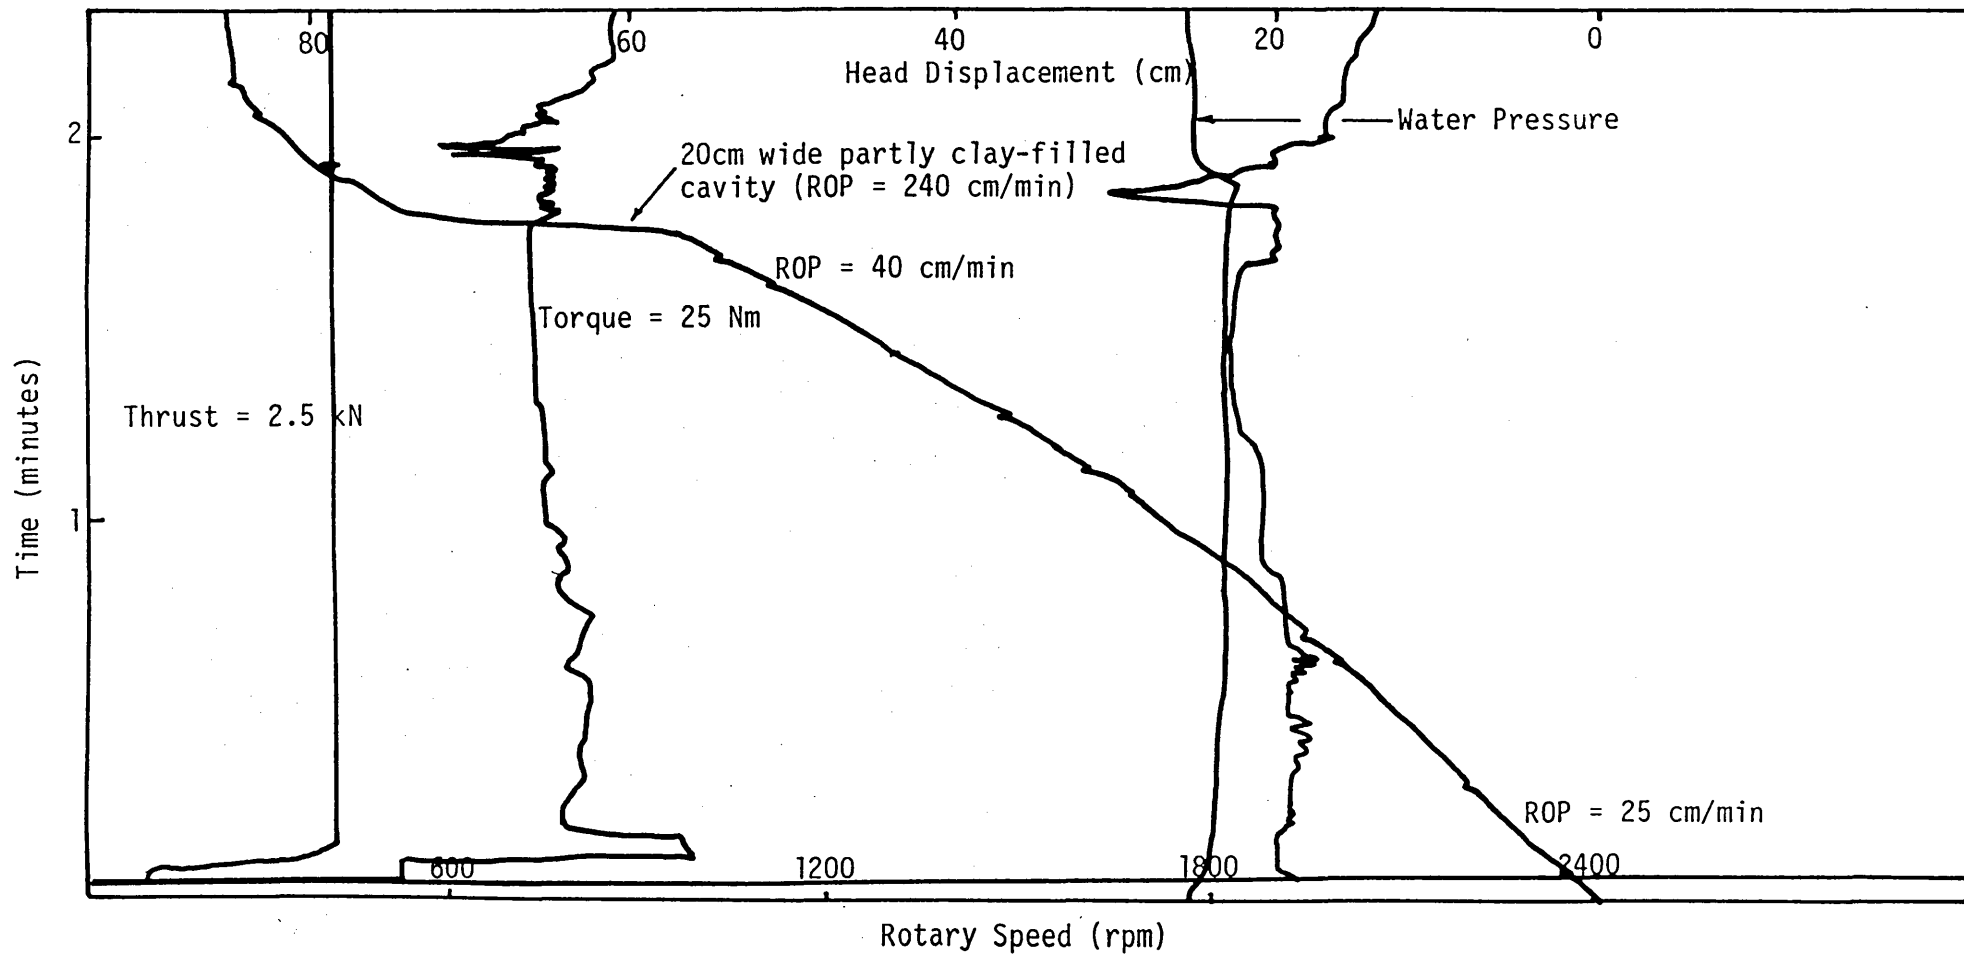 80
60
40
20
0
Head Displacement (cm)
Water Pressure
2
20cm wide partly clay-filled
cavity (ROP = 240 cm/min)
ROP = 40 cm/min
Torque = 25 Nm
Thrust = 2.5 kN
Time (minutes)
1
ROP = 25 cm/min
600
1200
1800
2400
Rotary Speed (rpm)